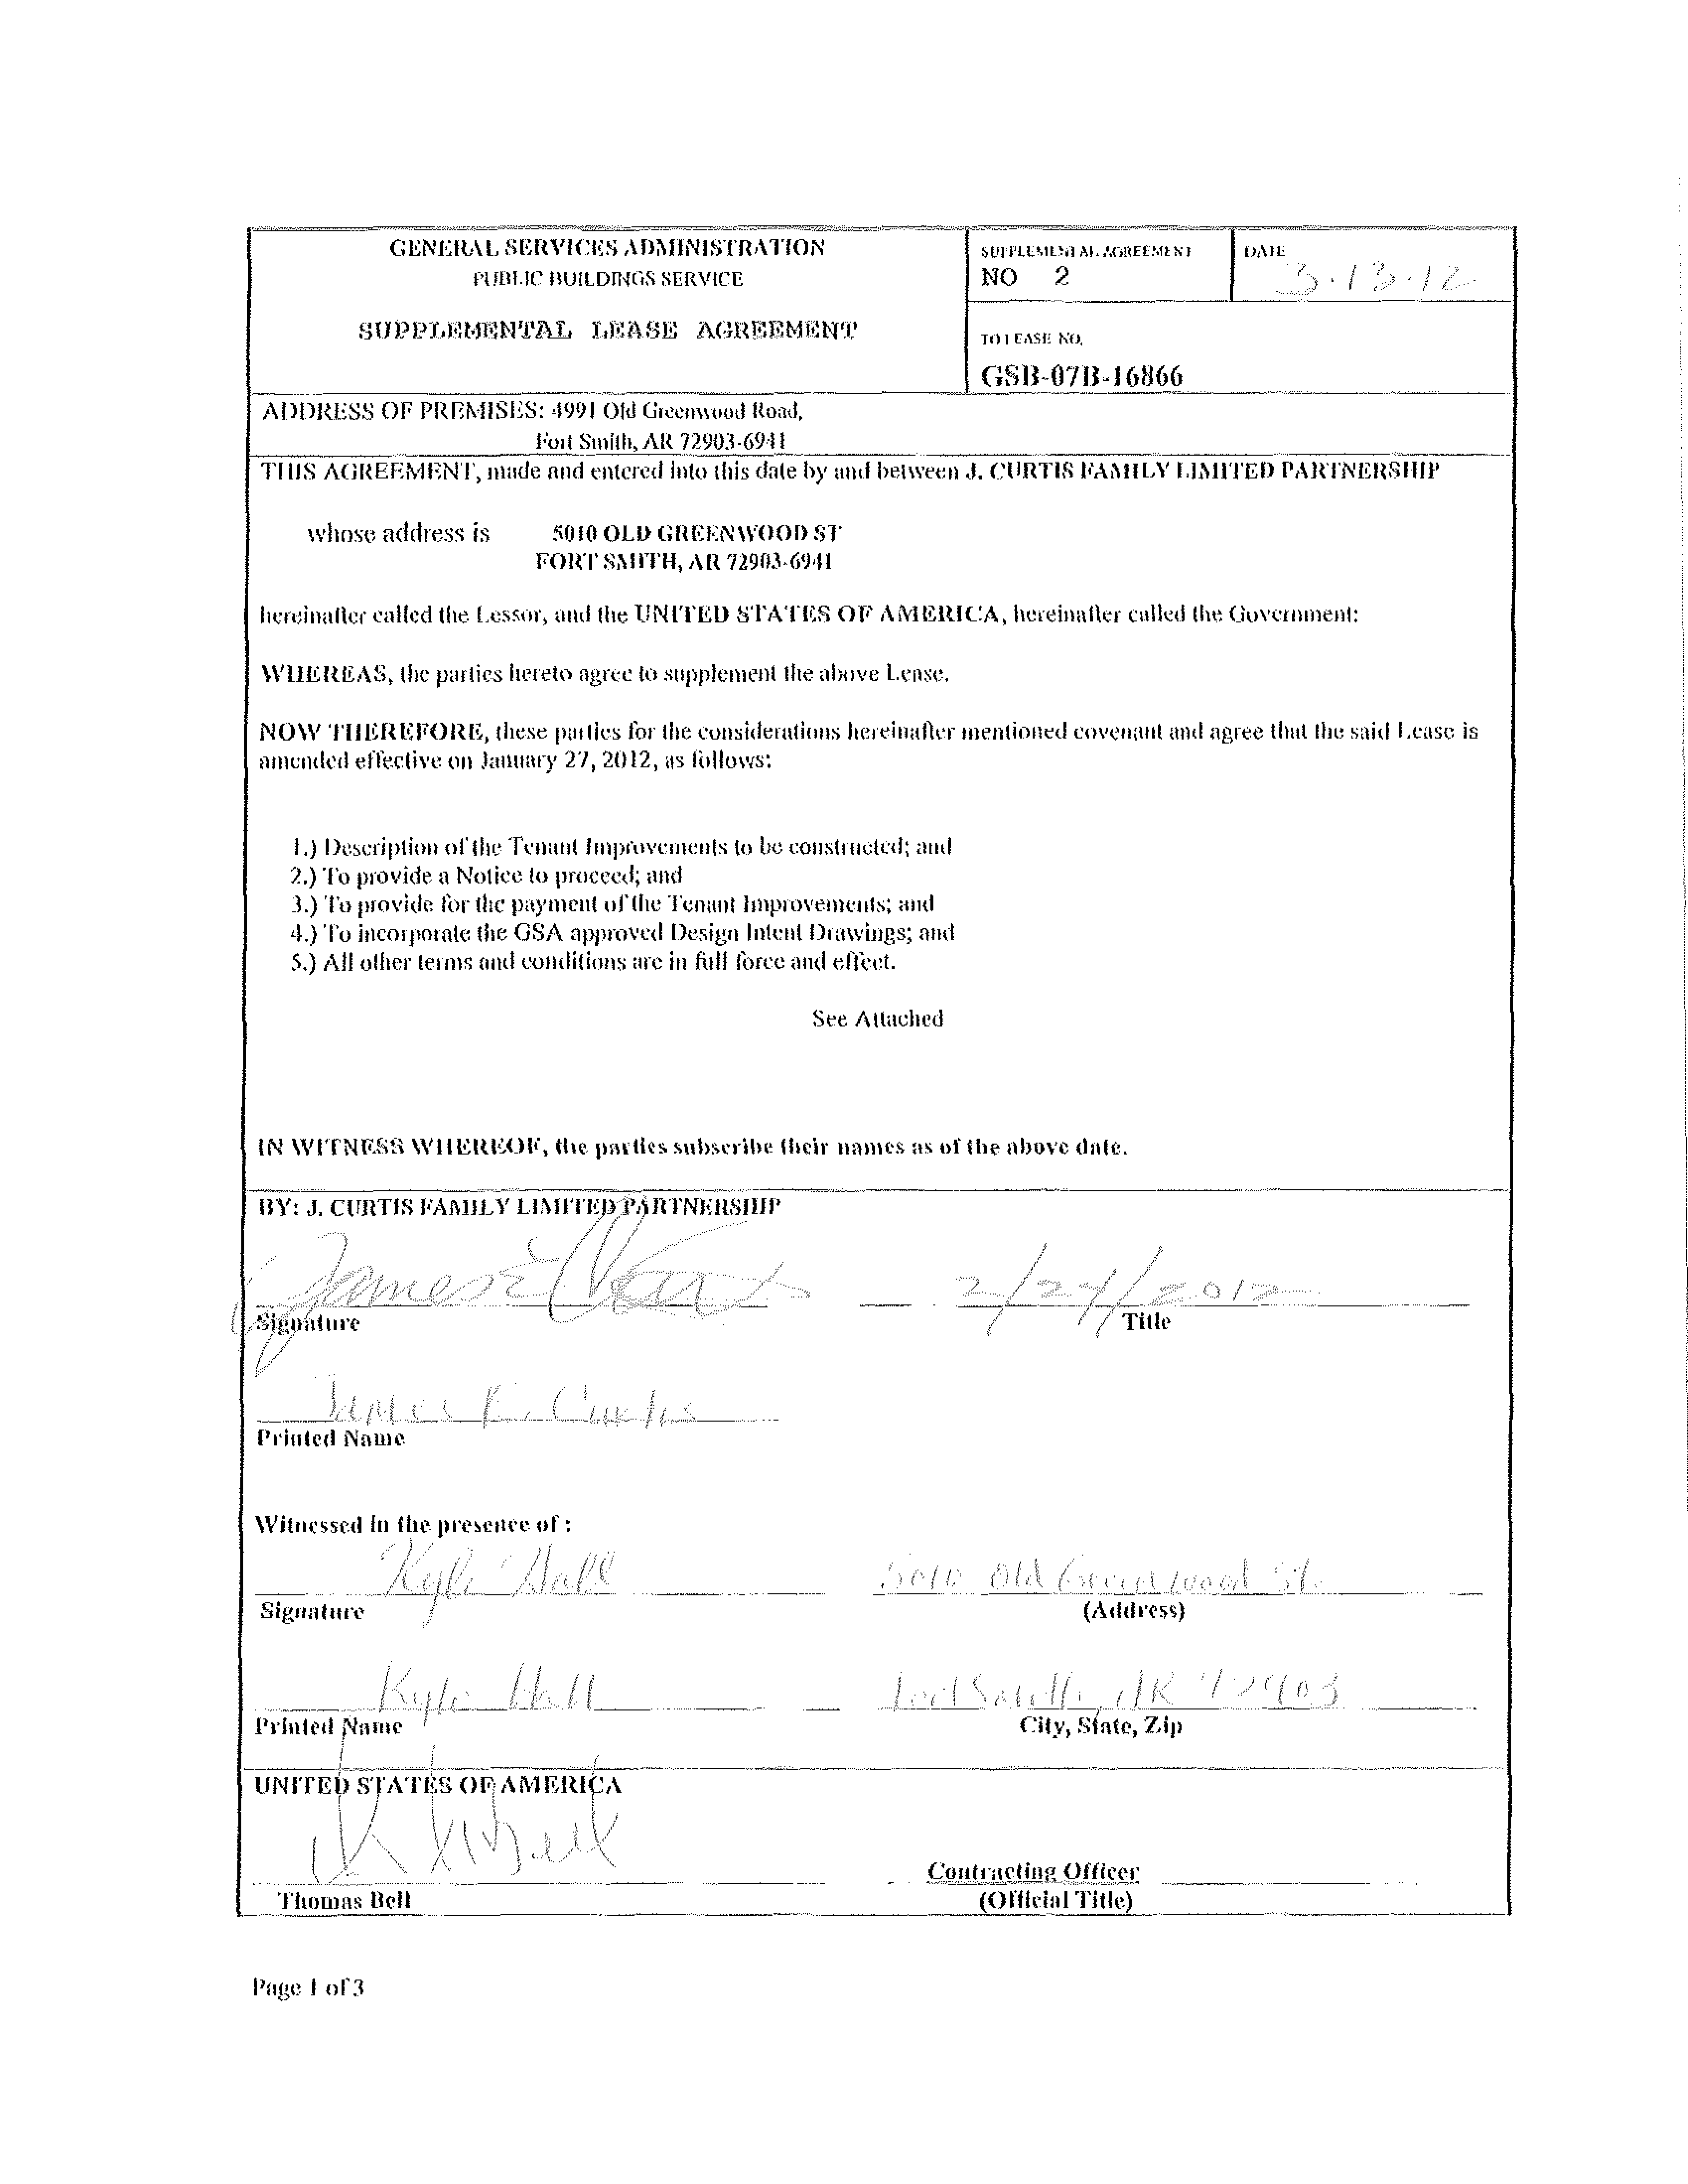 GENERAL SERVICES ADMINISTRATION
PUBLIC BUILDINGS SERVICE
SUPPLEMENTAL LEASE AGREEMENT
SUPPLEMENTAL AGREEMENT
NO 2
DATE
3.13.12
TO LEASE NO.
GSB-07B-16866
ADDRESS OF PREMISES: 4991 Old Greenwood Road,
Fort Smith, AR 72903-6941
THIS AGREEMENT, made and entered into this date by and between J. CURTIS FAMILY LIMITED PARTNERSHIP
whose address is 5010 OLD GREENWOOD ST
FORT SMITH, AR 72903-6941
hereinafter called the Lessor, and the UNITED STATES OF AMERICA, hereinafter called the Government:
WHEREAS, the parties hereto agree to supplement the above Lease.
NOW THEREFORE, these parties for the considerations hereinafter mentioned covenant and agree that the said Lease is
amended effective on January 27, 2012, as follows:
1.) Description of the Tenant Improvements to be constructed; and
2.) To provide a Notice to proceed; and
3.) To provide for the payment of the Tenant Improvements; and
4.) To incorporate the GSA approved Design Intent Drawings; and
5.) All other terms and conditions are in full force and effect.
See Attached
IN WITNESS WHEREOF, the parties subscribe their names as of the above date.
BY: J. CURTIS FAMILY LIMITED PARTNERSHIP
James E Curtis 2/24/2012
Signature Title
James E. Curtis
Printed Name
Witnessed in the presence of :
Kylie Hall 5010 Old Greenwood St.
Signature (Address)
Kylie Hall Fort Smith, AR 72903
Printed Name City, State, Zip
UNITED STATES OF AMERICA
Contracting Officer
Thomas Bell (Official Title)
Page 1 of 3